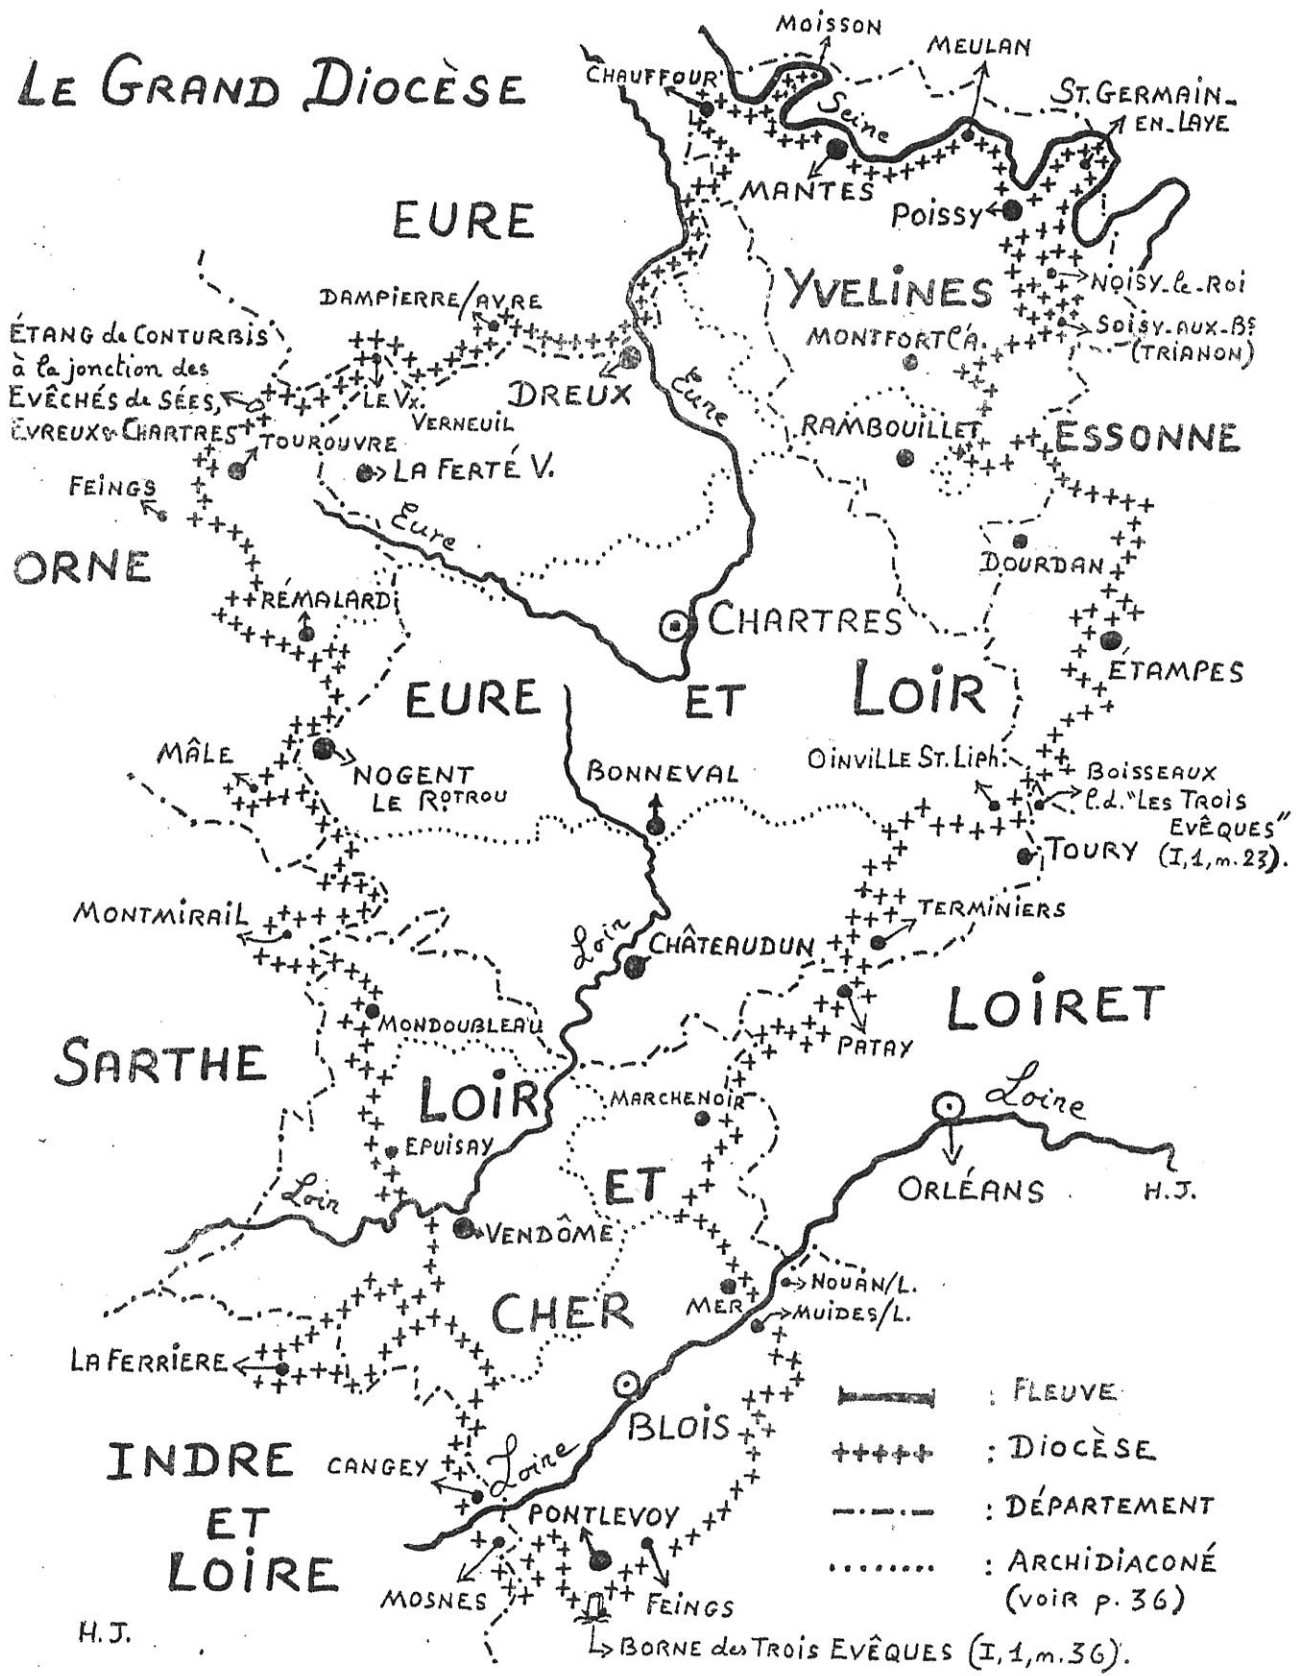 LE GRAND DIOCÈSE
MOISSON
MEULAN
CHAUFFOUR
Seine
ST. GERMAIN-
EN-LAYE
MANTES
POISSY
EURE
YVELINES
NOISY-le-ROI
DAMPIERRE/AVRE
MONTFORT L'A.
SOISY-AUX-Bs
(TRIANON)
ÉTANG de CONTURBIS
à la jonction des
EVÊCHÉS de SÉES,
EVREUX & CHARTRES
LE Vx.
VERNEUIL
DREUX
Eure
RAMBOUILLET
ESSONNE
TOUROUVRE
LA FERTÉ V.
FEINGS
Eure
ORNE
DOURDAN
RÉMALARD
CHARTRES
ÉTAMPES
EURE
ET
LOIR
MÂLE
NOGENT
LE ROTROU
BONNEVAL
OINVILLE ST. LIPH.
BOISSEAUX
l.d. "LES TROIS
EVÊQUES"
TOURY
(I,1,m.23).
MONTMIRAIL
TERMINIERS
Loir
CHÂTEAUDUN
MONDOUBLEAU
LOIRET
PATAY
SARTHE
LOIR
MARCHENOIR
Loire
EPUISAY
Loir
ET
ORLÉANS
H.J.
VENDÔME
CHER
MER
NOUAN/L.
MUIDES/L.
LA FERRIERE
BLOIS
: FLEUVE
: DIOCÈSE
: DÉPARTEMENT
: ARCHIDIACONÉ
(voir p. 36)
INDRE
ET
LOIRE
CANGEY
Loire
PONTLEVOY
MOSNES
FEINGS
H.J.
BORNE des TROIS EVÊQUES (I,1,m.36).